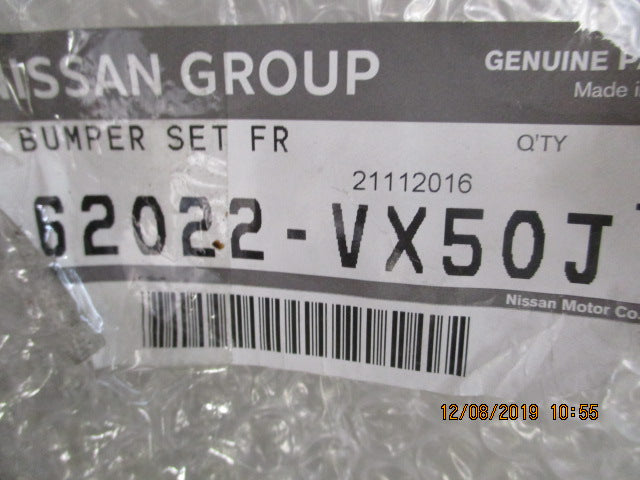 NISSAN GROUP
GENUINE
Made in
BUMPER SET FR
Q'TY
21112016
62022-VX50J
Nissan Motor Co.
12/08/2019 10:55